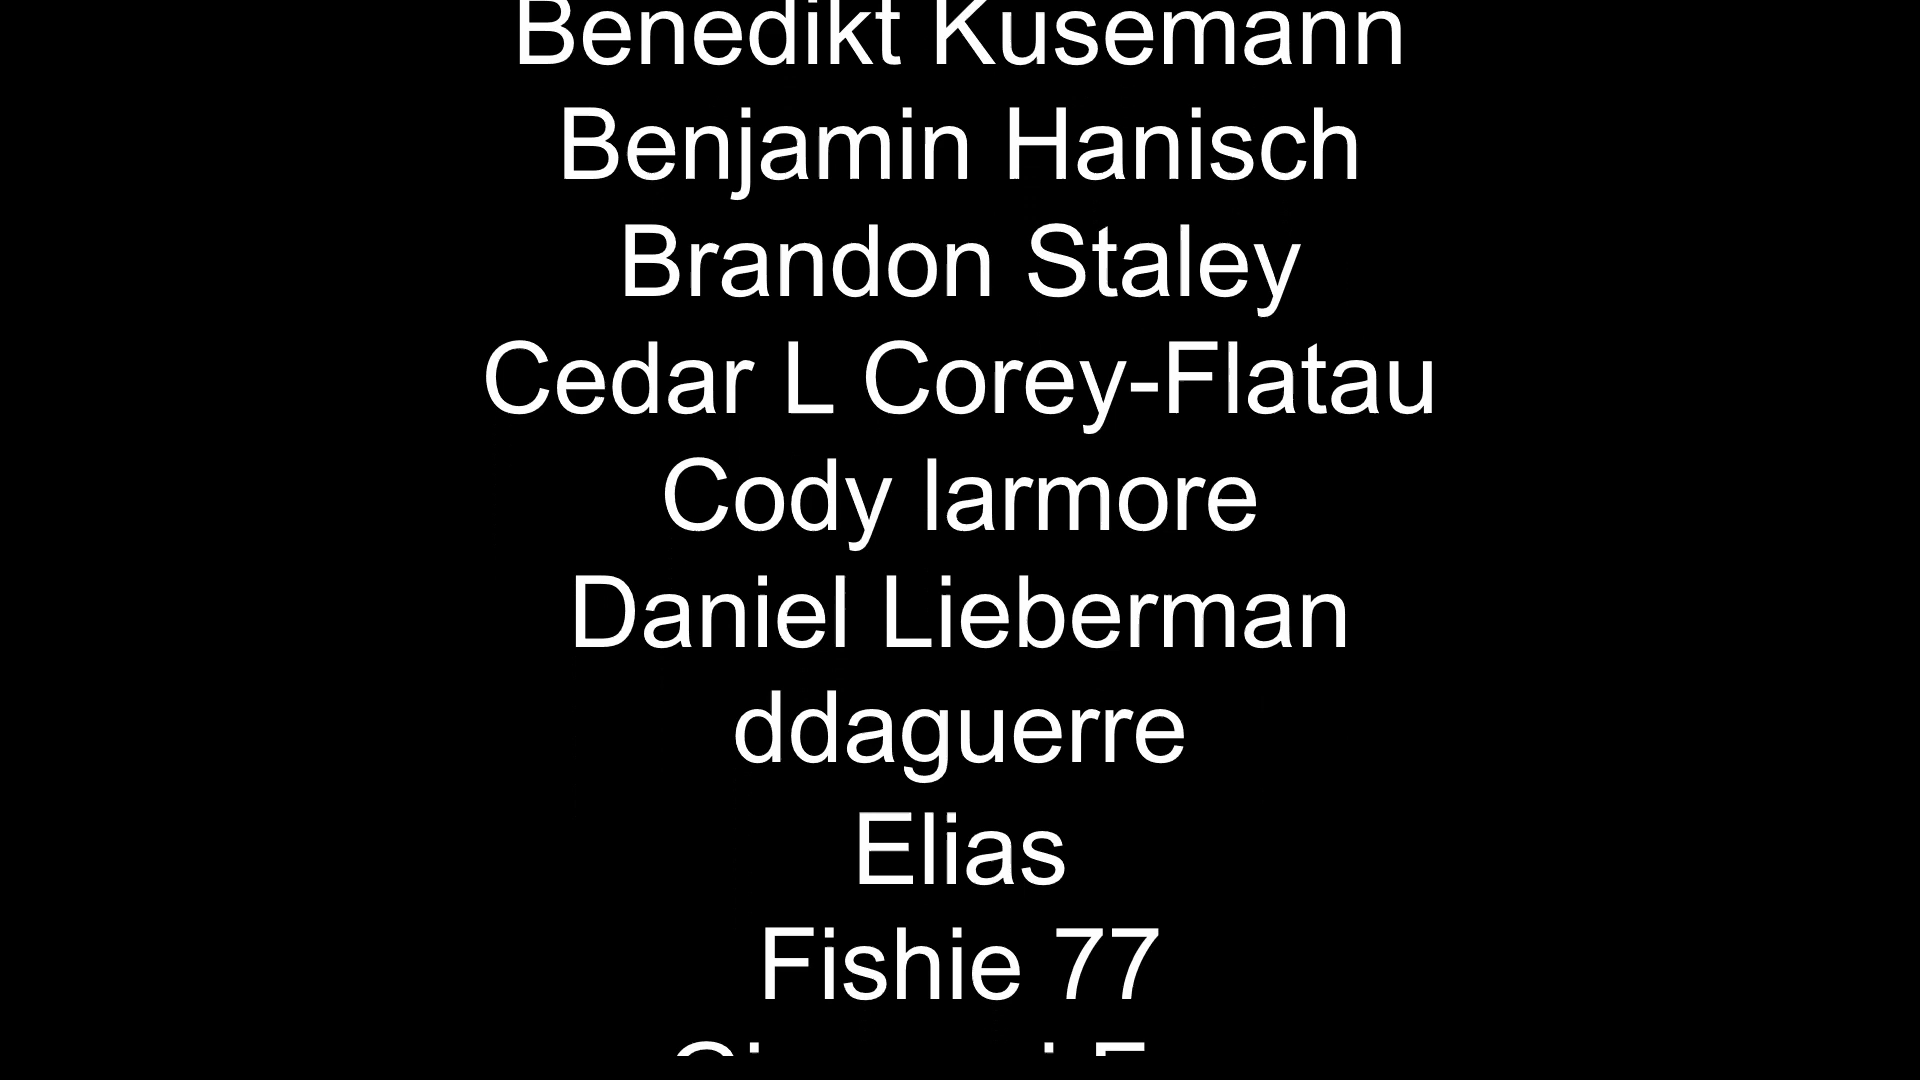 Benedikt Kusemann
Benjamin Hanisch
Brandon Staley
Cedar L Corey-Flatau
Cody larmore
Daniel Lieberman
ddaguerre
Elias
Fishie 77